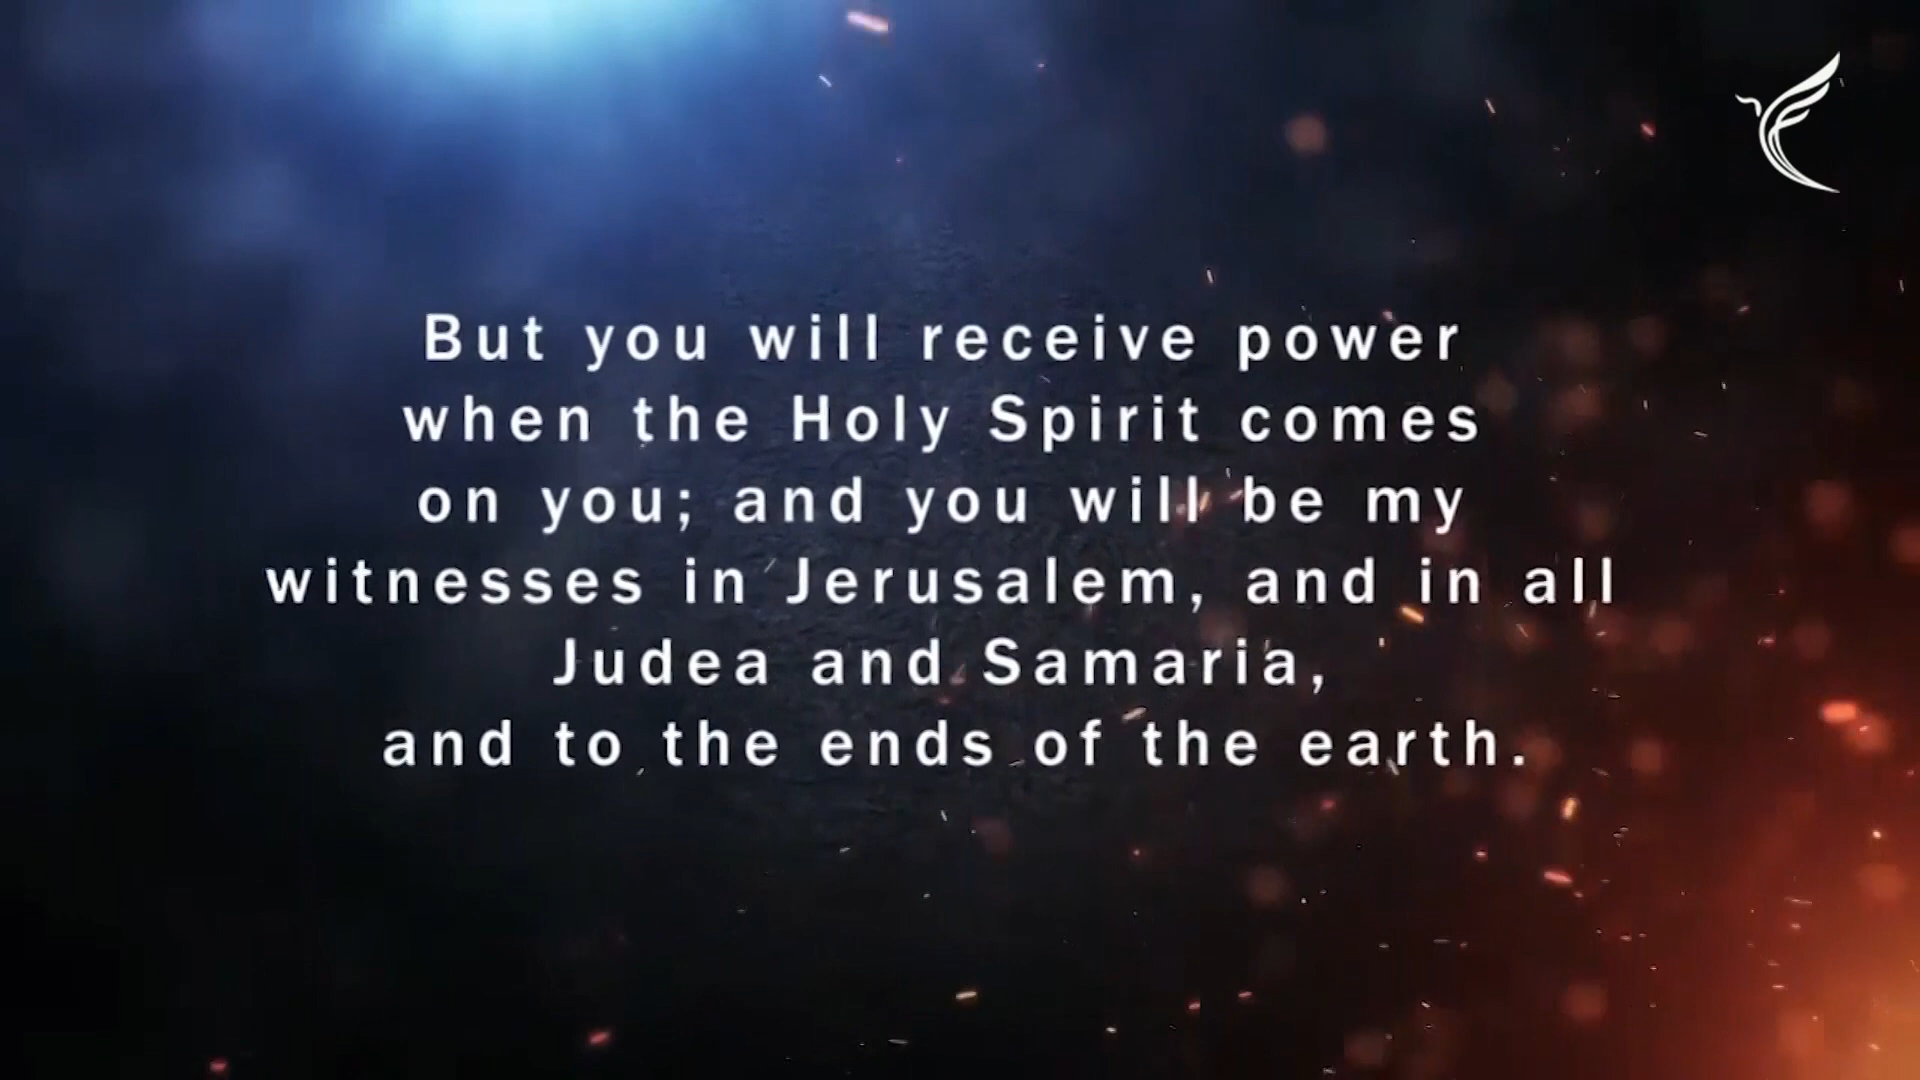 But you will receive power
when the Holy Spirit comes
on you; and you will be my
witnesses in Jerusalem, and in all
Judea and Samaria,
and to the ends of the earth.